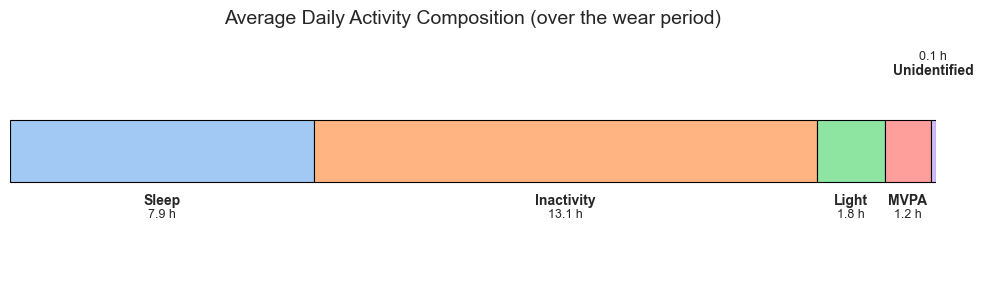 Average Daily Activity Composition (over the wear period)
0.1 h
Unidentified
Sleep
7.9 h
Inactivity
13.1 h
Light
1.8 h
MVPA
1.2 h